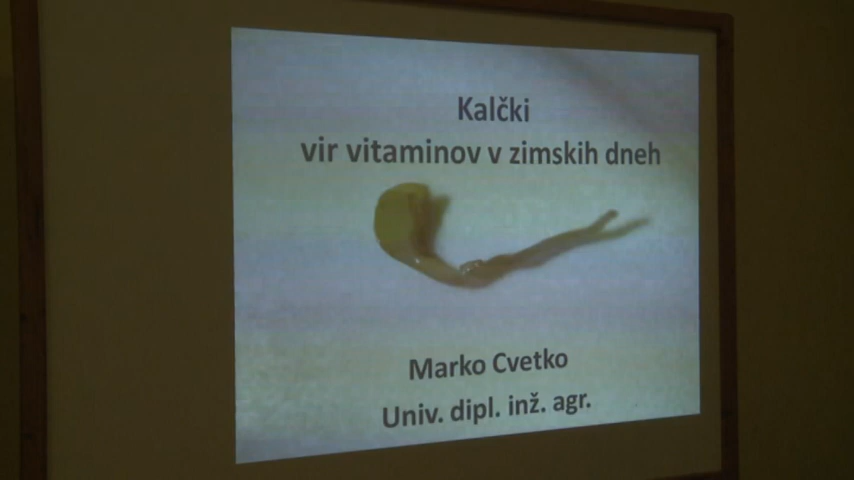 Kalčki
vir vitaminov v zimskih dneh
Marko Cvetko
Univ. dipl. inž. agr.